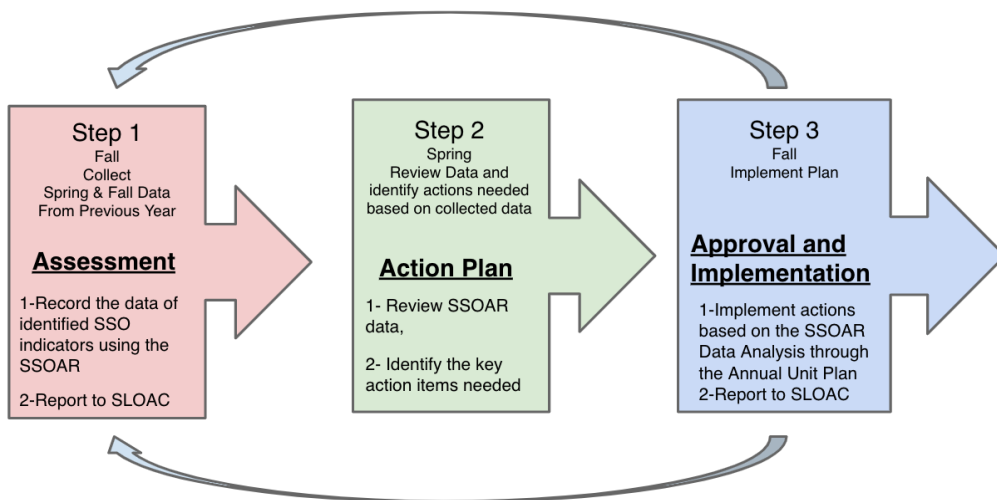 Step 1
Fall
Collect
Spring & Fall Data
From Previous Year
Assessment
1-Record the data of
identified SSO
indicators using the
SSOAR
2-Report to SLOAC
Step 2
Spring
Review Data and
identify actions needed
based on collected data
Action Plan
1- Review SSOAR
data,
2- Identify the key
action items needed
Step 3
Fall
Implement Plan
Approval and
Implementation
1-Implement actions
based on the SSOAR
Data Analysis through
the Annual Unit Plan
2-Report to SLOAC